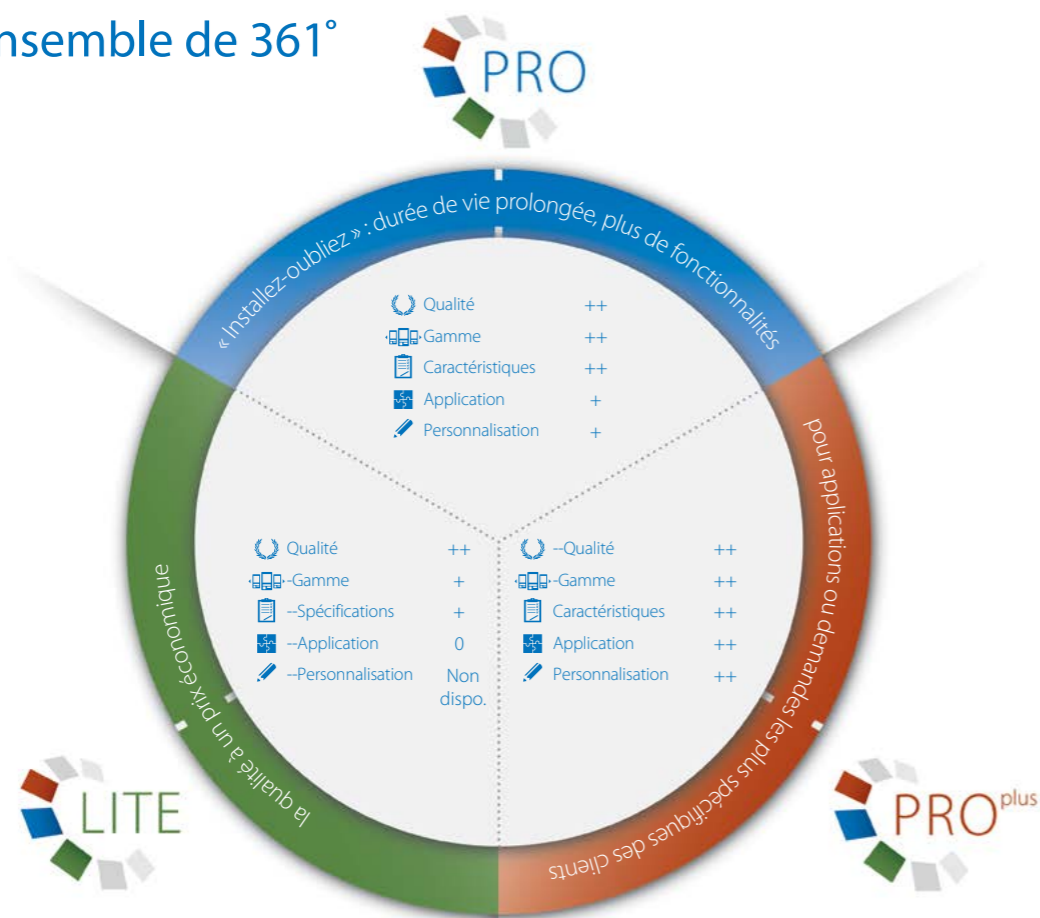 nsemble de 361°
PRO
« Installez-oubliez » : durée de vie prolongée, plus de fonctionnalités
Qualité ++
Gamme ++
Caractéristiques ++
Application +
Personnalisation +
Qualité ++
-Gamme +
--Spécifications +
--Application 0
--Personnalisation Non
dispo.
--Qualité ++
-Gamme ++
Caractéristiques ++
Application ++
Personnalisation ++
la qualité à un prix économique
pour applications ou demandes les plus spécifiques des clients
LITE
PRO plus